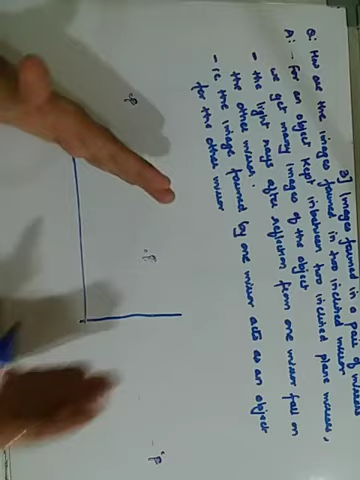 3] Images formed in a pair of mirrors
Q: How are the images formed in two inclined mirror
A: - For an object kept inbetween two inclined plane mirrors,
we get many images of the object
- the light rays after reflection from one mirror fall on
the other mirror.
- ie the image formed by one mirror acts as an object
for the other mirror